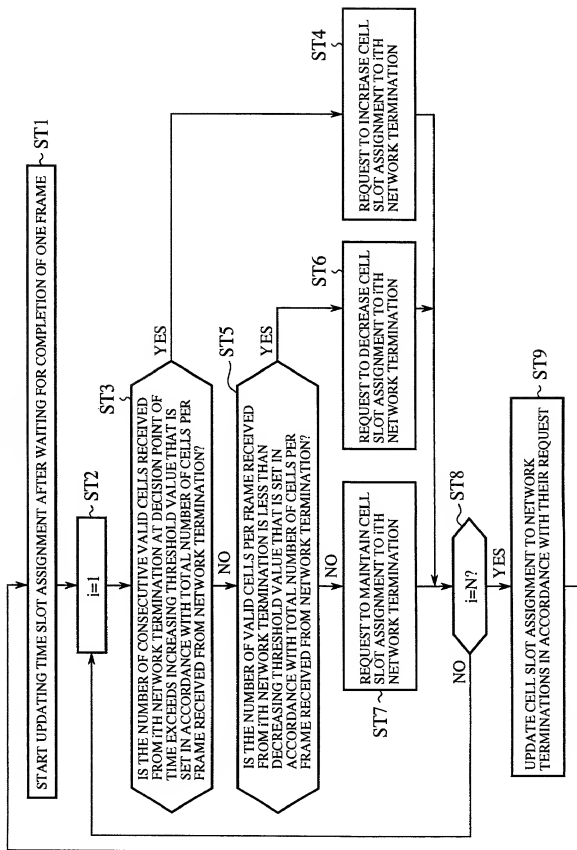 START UPDATING TIME SLOT ASSIGNMENT AFTER WAITING FOR COMPLETION OF ONE FRAME
ST1
i=1
ST2
ST3
IS THE NUMBER OF CONSECUTIVE VALID CELLS RECEIVED
FROM iTH NETWORK TERMINATION AT DECISION POINT OF
TIME EXCEEDS INCREASING THRESHOLD VALUE THAT IS
SET IN ACCORDANCE WITH TOTAL NUMBER OF CELLS PER
FRAME RECEIVED FROM NETWORK TERMINATION?
YES
NO
ST5
IS THE NUMBER OF VALID CELLS PER FRAME RECEIVED
FROM iTH NETWORK TERMINATION IS LESS THAN
DECREASING THRESHOLD VALUE THAT IS SET IN
ACCORDANCE WITH TOTAL NUMBER OF CELLS PER
FRAME RECEIVED FROM NETWORK TERMINATION?
YES
NO
ST4
REQUEST TO INCREASE CELL
SLOT ASSIGNMENT TO iTH
NETWORK TERMINATION
ST6
REQUEST TO DECREASE CELL
SLOT ASSIGNMENT TO iTH
NETWORK TERMINATION
ST7
REQUEST TO MAINTAIN CELL
SLOT ASSIGNMENT TO iTH
NETWORK TERMINATION
ST8
i=N?
NO
YES
ST9
UPDATE CELL SLOT ASSIGNMENT TO NETWORK
TERMINATIONS IN ACCORDANCE WITH THEIR REQUEST